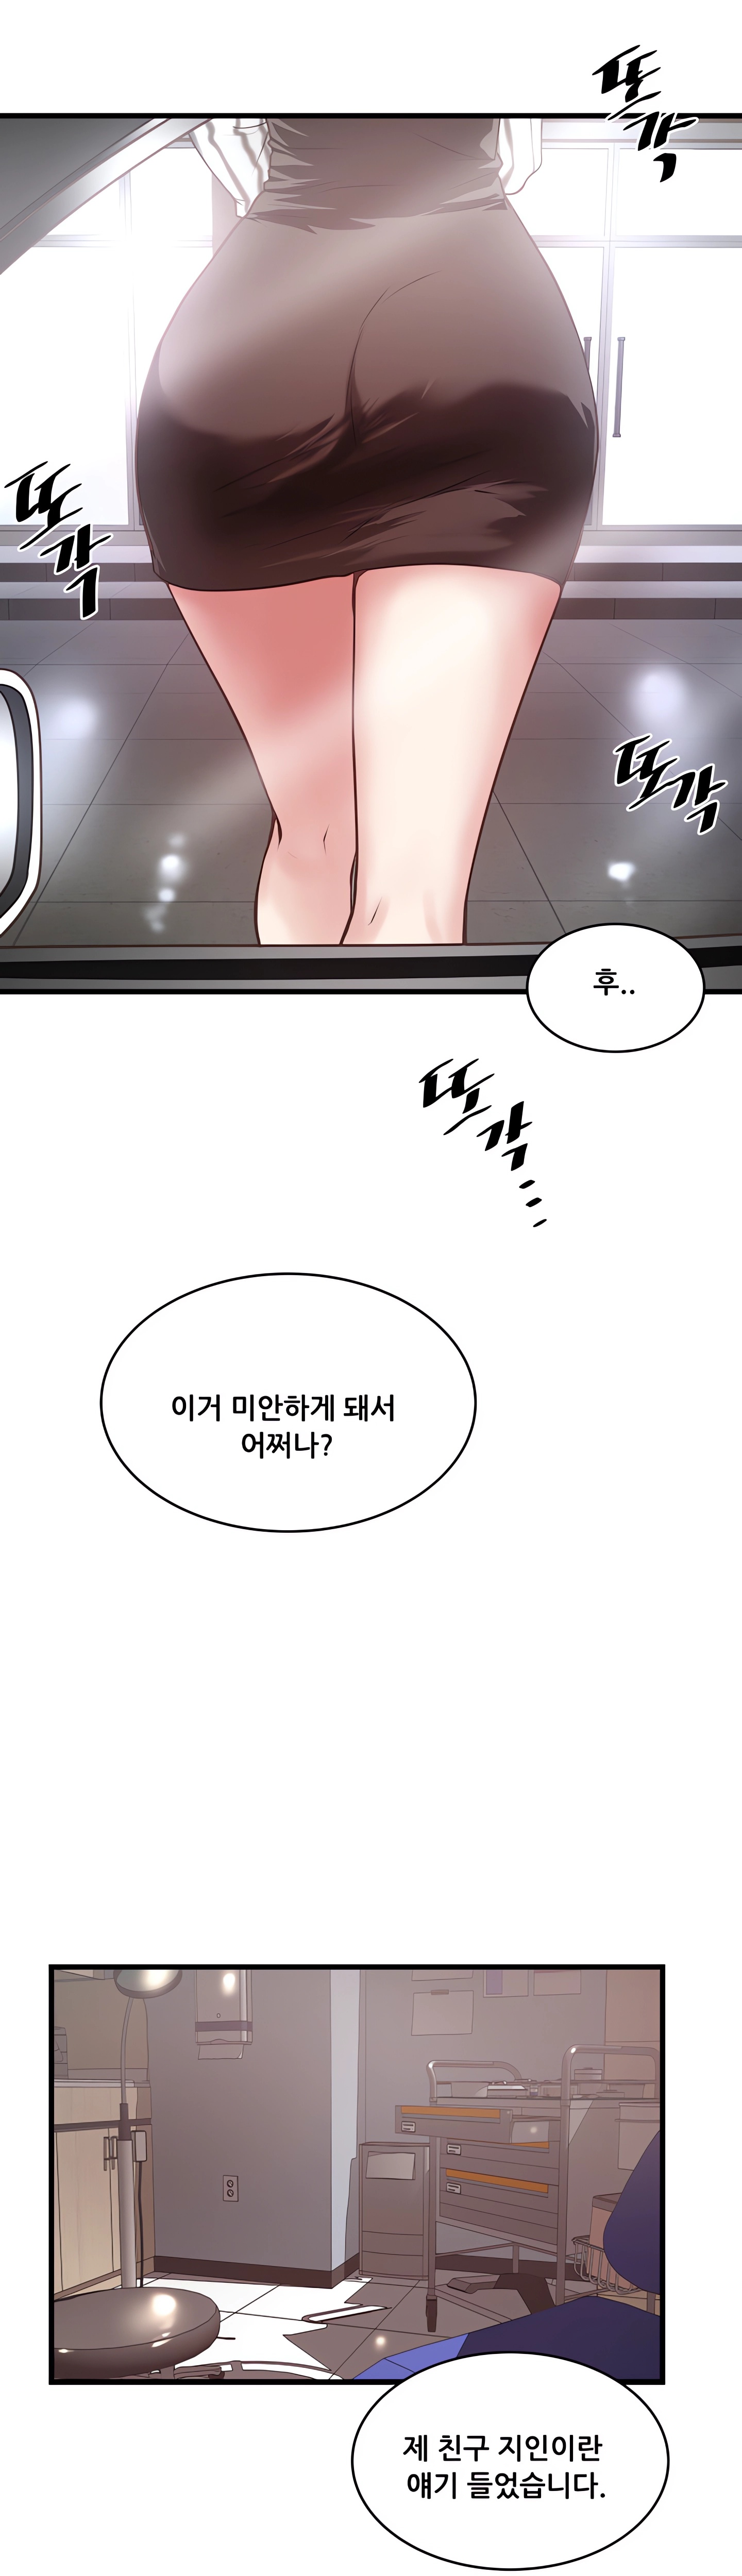 또각
또각
또각
후..
또각...
이거 미안하게 돼서
어쩌나?
제 친구 지인이란
얘기 들었습니다.